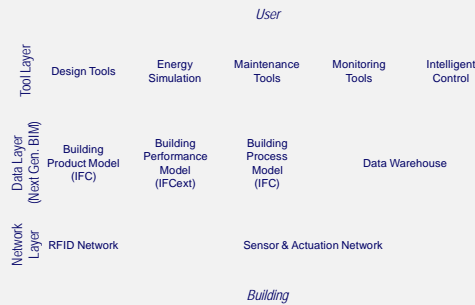 User
Tool Layer
Design Tools
Energy
Simulation
Maintenance
Tools
Monitoring
Tools
Intelligent
Control
Data Layer
(Next Gen. BIM)
Building
Product Model
(IFC)
Building
Performance
Model
(IFCext)
Building
Process
Model
(IFC)
Data Warehouse
Network
Layer
RFID Network
Sensor & Actuation Network
Building